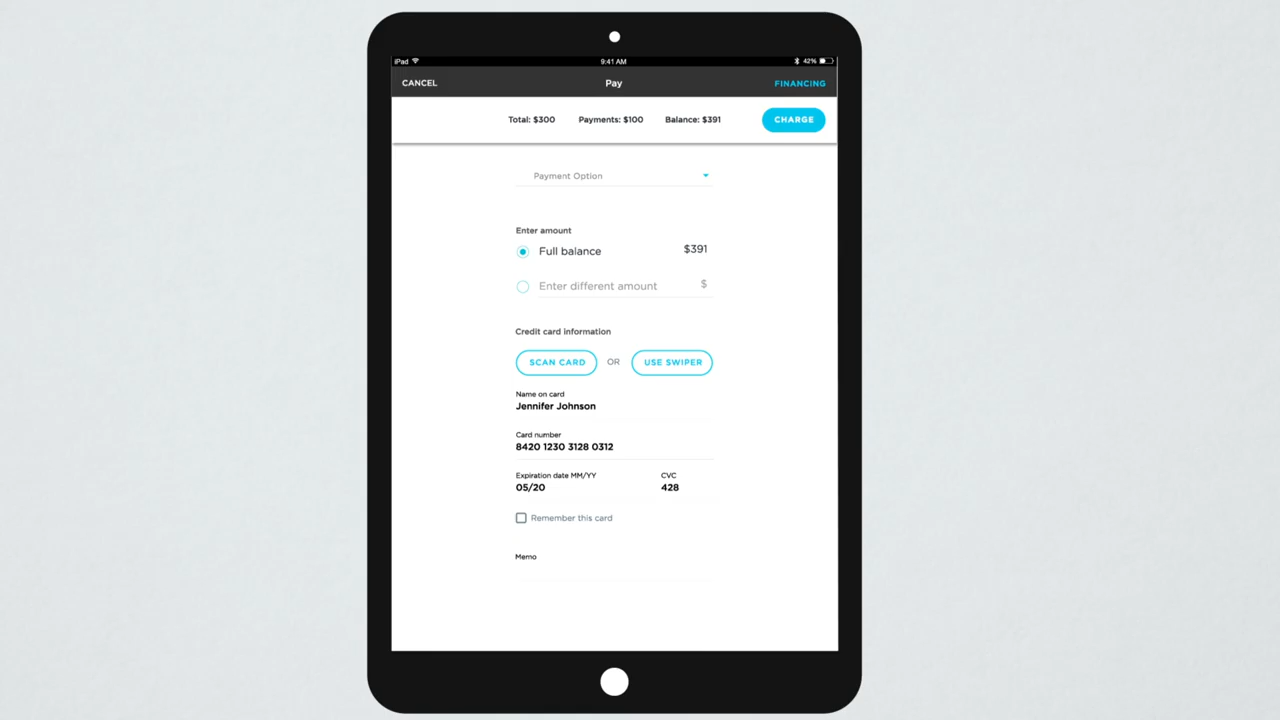 iPad 9:41 AM 42%
CANCEL Pay FINANCING
Total: $300 Payments: $100 Balance: $391 CHARGE
Payment Option
Enter amount
Full balance $391
Enter different amount $
Credit card information
SCAN CARD OR USE SWIPER
Name on card
Jennifer Johnson
Card number
8420 1230 3128 0312
Expiration date MM/YY CVC
05/20 428
Remember this card
Memo